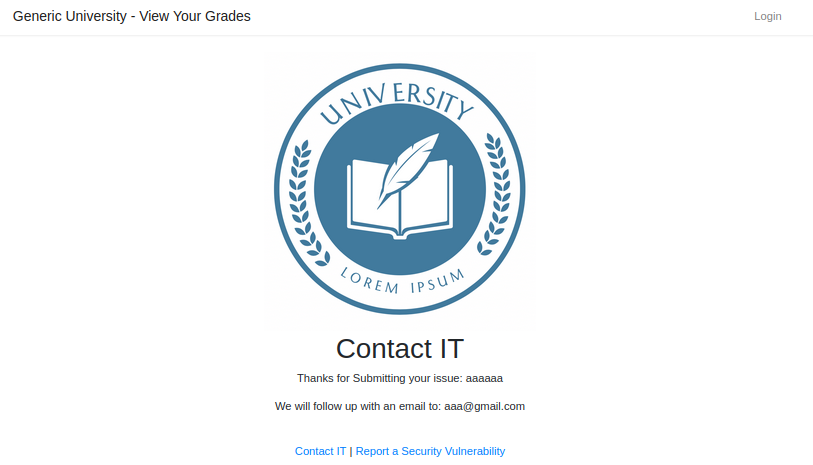 Generic University - View Your Grades
Login
UNIVERSITY
LOREM IPSUM
Contact IT
Thanks for Submitting your issue: aaaaaa
We will follow up with an email to: aaa@gmail.com
Contact IT | Report a Security Vulnerability